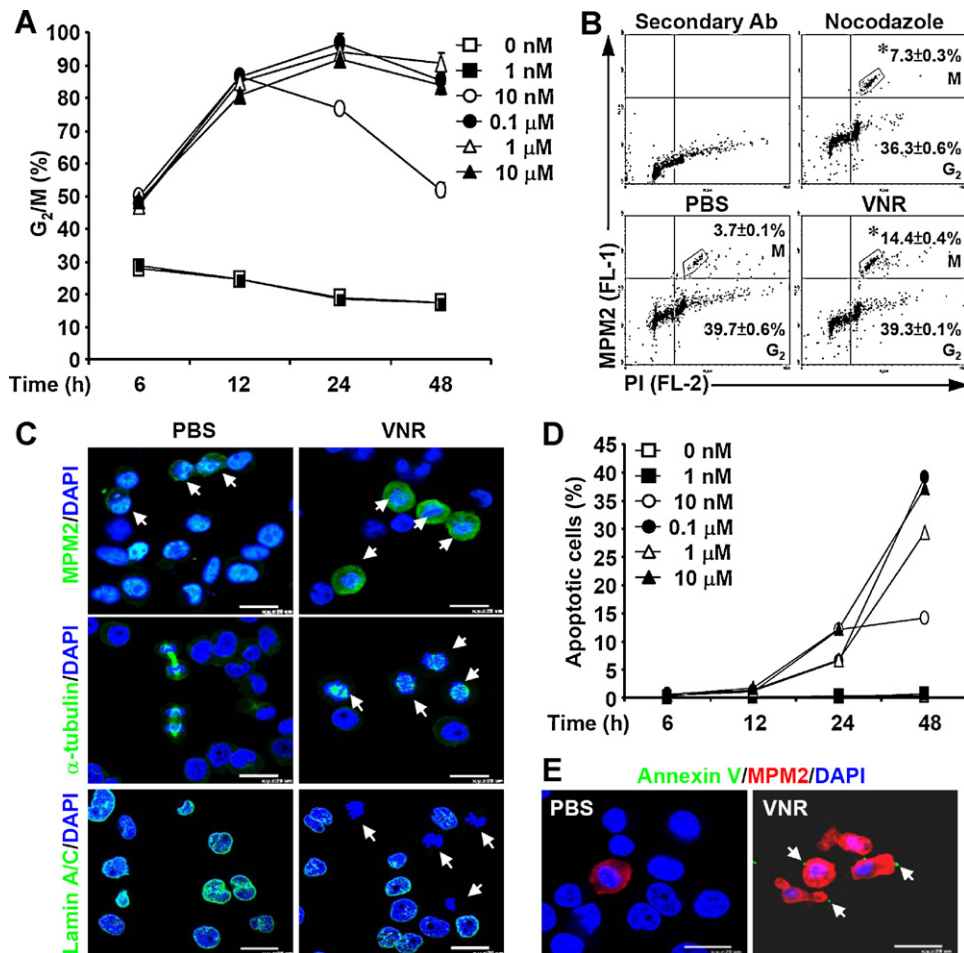 A
G2/M (%)
100
90
80
70
60
50
40
30
20
10
0
Time (h)
6
12
24
48
0 nM
1 nM
10 nM
0.1 μM
1 μM
10 μM
B
Secondary Ab
Nocodazole
*7.3±0.3%
M
36.3±0.6%
G2
PBS
VNR
3.7±0.1%
M
39.7±0.6%
G2
*14.4±0.4%
M
39.3±0.1%
G2
MPM2 (FL-1)
PI (FL-2)
C
PBS
VNR
MPM2/DAPI
α-tubulin/DAPI
Lamin A/C/DAPI
D
Apoptotic cells (%)
45
40
35
30
25
20
15
10
5
0
Time (h)
6
12
24
48
0 nM
1 nM
10 nM
0.1 μM
1 μM
10 μM
E
Annexin V/MPM2/DAPI
PBS
VNR